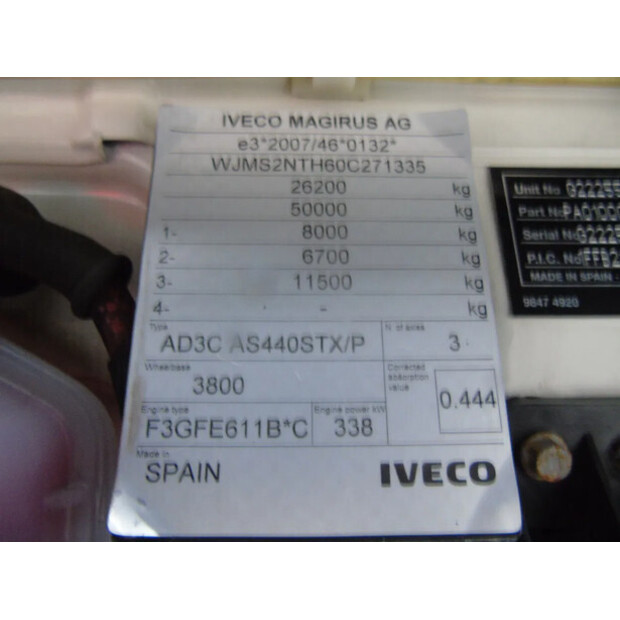 IVECO MAGIRUS AG
e3*2007/46*0132*
WJMS2NTH60C271335
26200 kg
50000 kg
1- 8000 kg
2- 6700 kg
3- 11500 kg
4- - kg
Type N. of axles
AD3C AS440STX/P 3
Wheelbase Corrected absorption value
3800 0.444
Engine type Engine power kW
F3GFE611B*C 338
Made in
SPAIN IVECO
Unit No G22255
Part No PA0100
Serial No G2225
P.I.C. No
MADE IN SPAIN
9847 4920